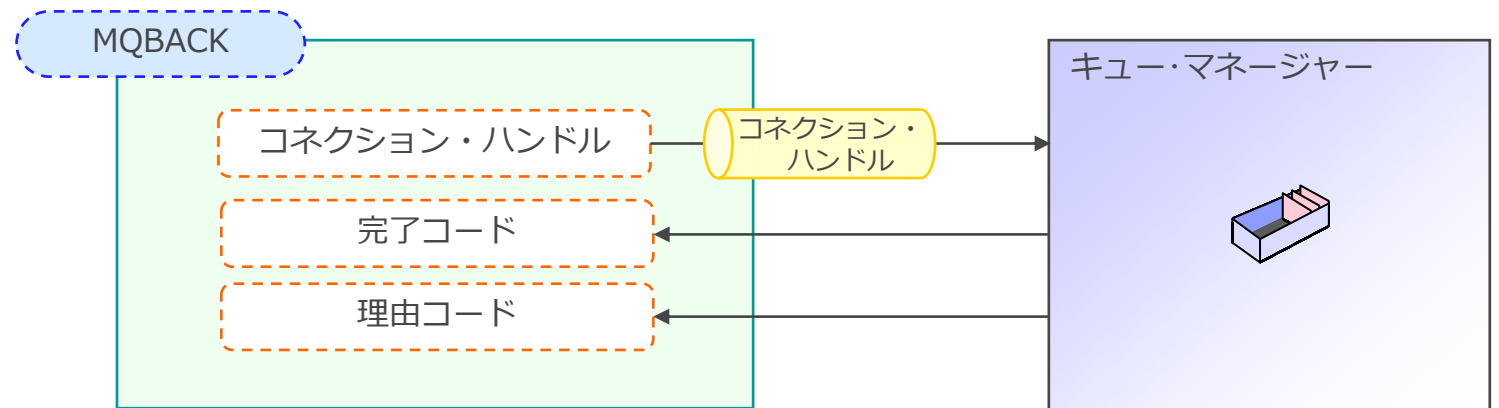 MQBACK
キュー・マネージャー
コネクション・ハンドル
コネクション・
ハンドル
完了コード
理由コード